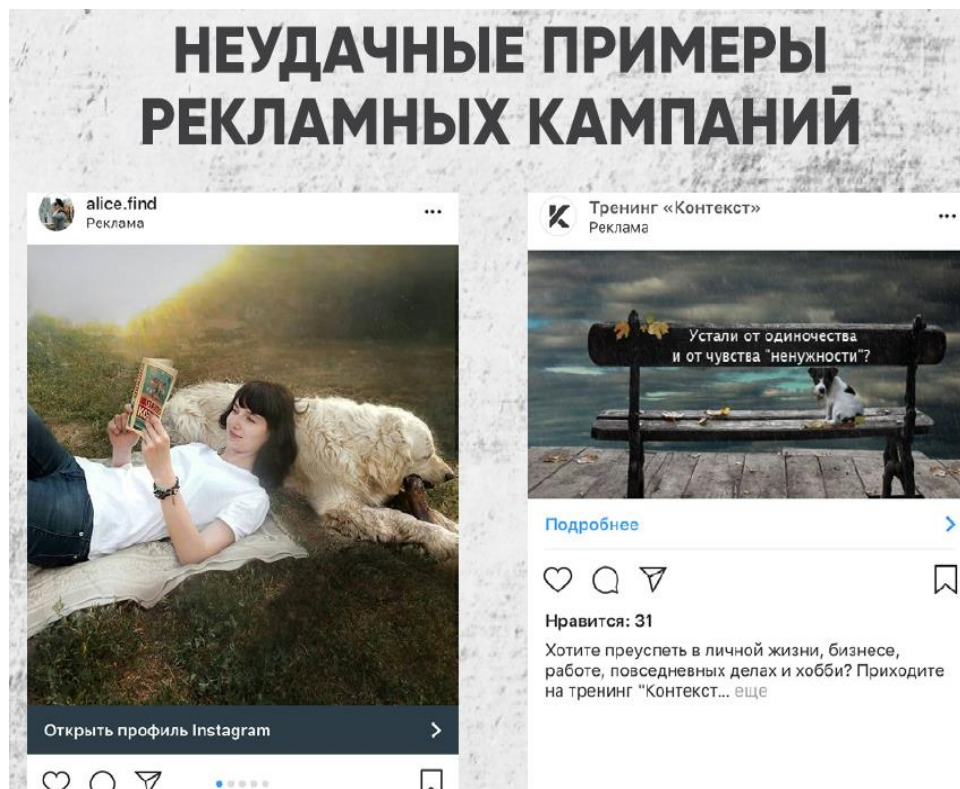 НЕУДАЧНЫЕ ПРИМЕРЫ
РЕКЛАМНЫХ КАМПАНИЙ
alice.find
Реклама
Открыть профиль Instagram
Тренинг «Контекст»
Реклама
Устали от одиночества
и от чувства "ненужности"?
Подробнее
Нравится: 31
Хотите преуспеть в личной жизни, бизнесе,
работе, повседневных делах и хобби? Приходите
на тренинг "Контекст... еще